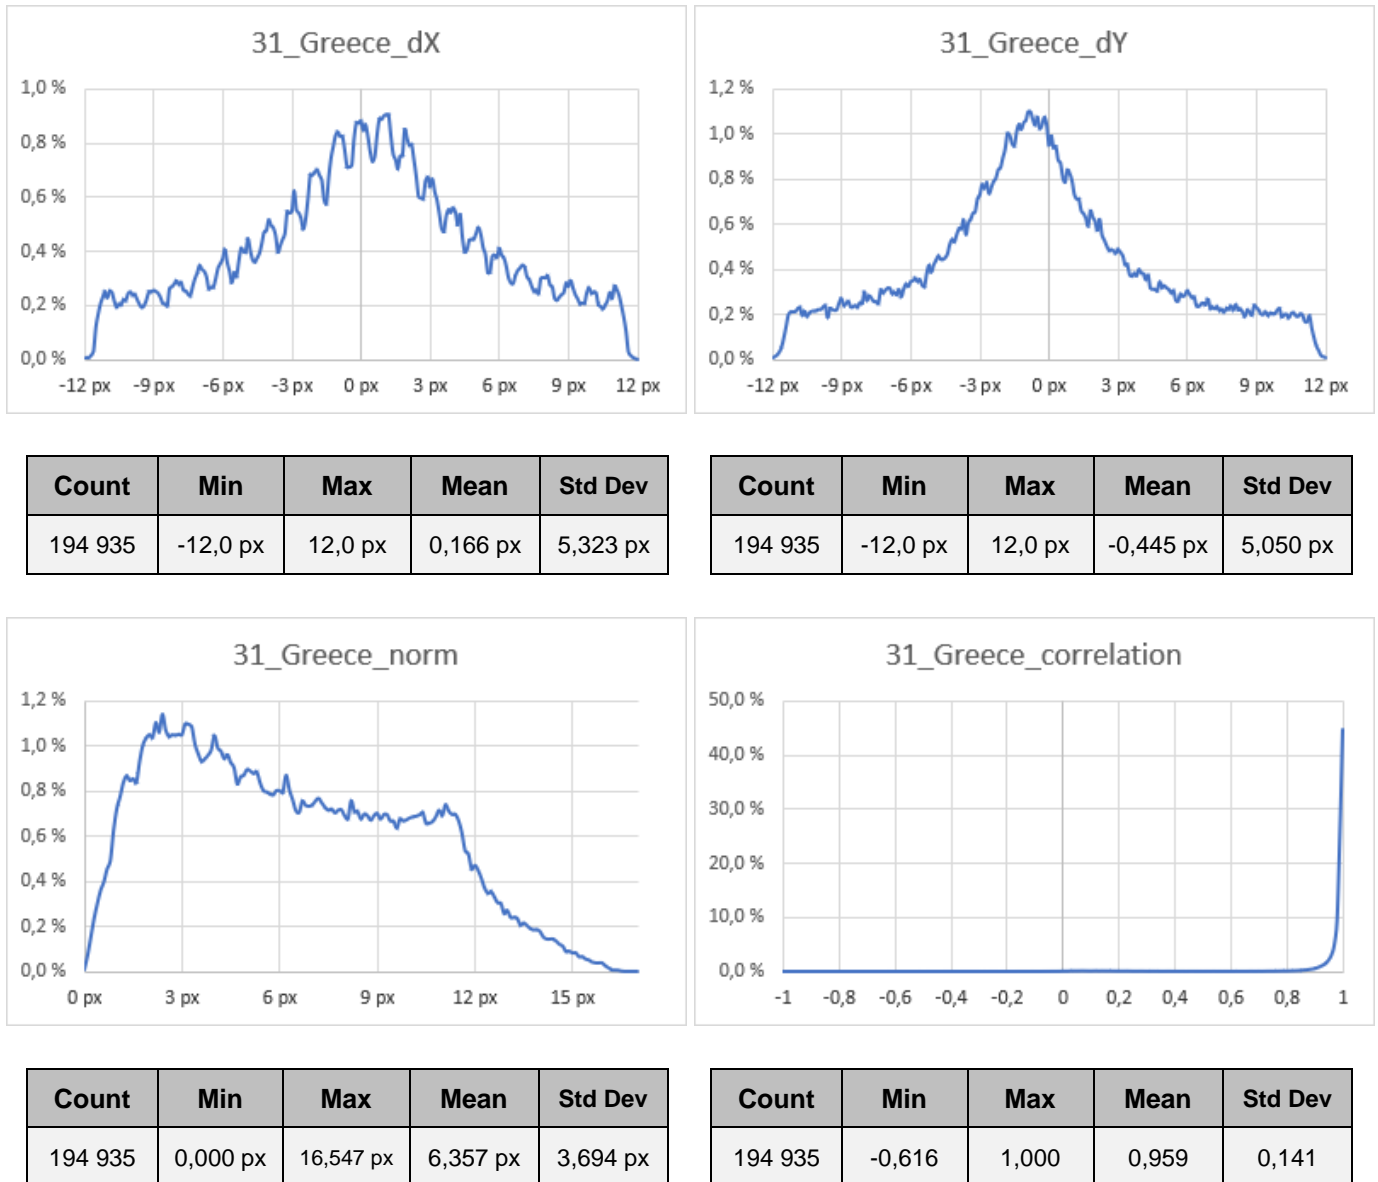 31_Greece_dX
1,0 %
0,8 %
0,6 %
0,4 %
0,2 %
0,0 %
-12 px -9 px -6 px -3 px 0 px 3 px 6 px 9 px 12 px
31_Greece_dY
1,2 %
1,0 %
0,8 %
0,6 %
0,4 %
0,2 %
0,0 %
-12 px -9 px -6 px -3 px 0 px 3 px 6 px 9 px 12 px
Count Min Max Mean Std Dev
194 935 -12,0 px 12,0 px 0,166 px 5,323 px
Count Min Max Mean Std Dev
194 935 -12,0 px 12,0 px -0,445 px 5,050 px
31_Greece_norm
1,2 %
1,0 %
0,8 %
0,6 %
0,4 %
0,2 %
0,0 %
0 px 3 px 6 px 9 px 12 px 15 px
31_Greece_correlation
50,0 %
40,0 %
30,0 %
20,0 %
10,0 %
0,0 %
-1 -0,8 -0,6 -0,4 -0,2 0 0,2 0,4 0,6 0,8 1
Count Min Max Mean Std Dev
194 935 0,000 px 16,547 px 6,357 px 3,694 px
Count Min Max Mean Std Dev
194 935 -0,616 1,000 0,959 0,141